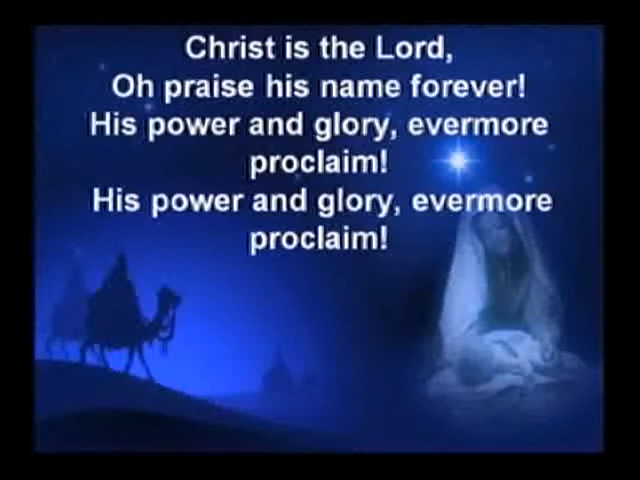 Christ is the Lord,
Oh praise his name forever!
His power and glory, evermore
proclaim!
His power and glory, evermore
proclaim!